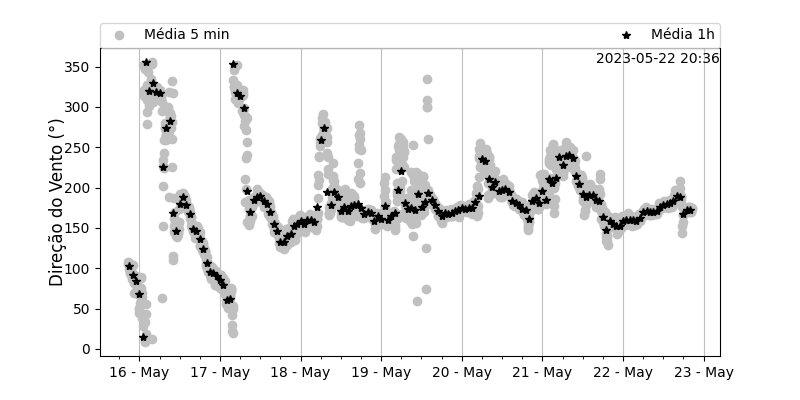 Média 5 min
Média 1h
2023-05-22 20:36
Direção do Vento (°)
350
300
250
200
150
100
50
0
16 - May
17 - May
18 - May
19 - May
20 - May
21 - May
22 - May
23 - May